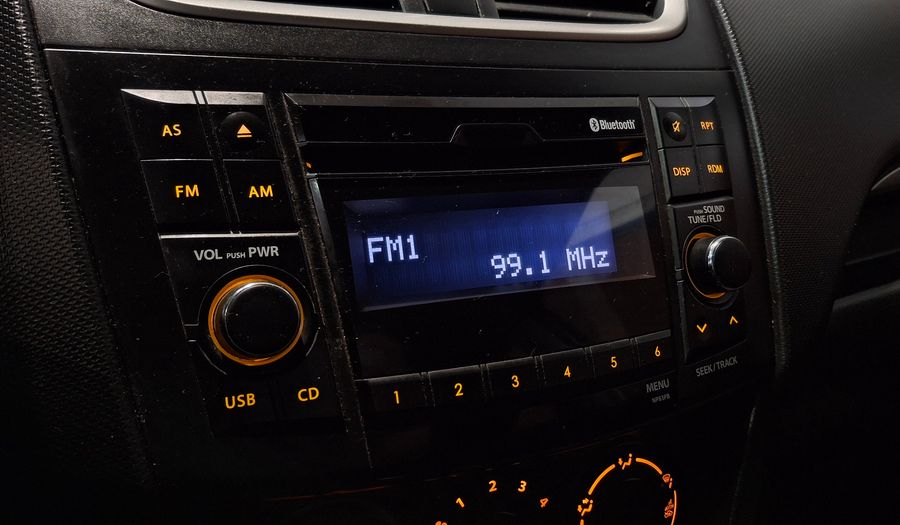 AS
FM
AM
VOL PUSH PWR
USB
CD
Bluetooth
FM1
99.1 MHz
1 2 3 4 5 6
MENU
RPT
DISP
RDM
PUSH SOUND
TUNE/FLD
SEEK/TRACK
1 2 3 4